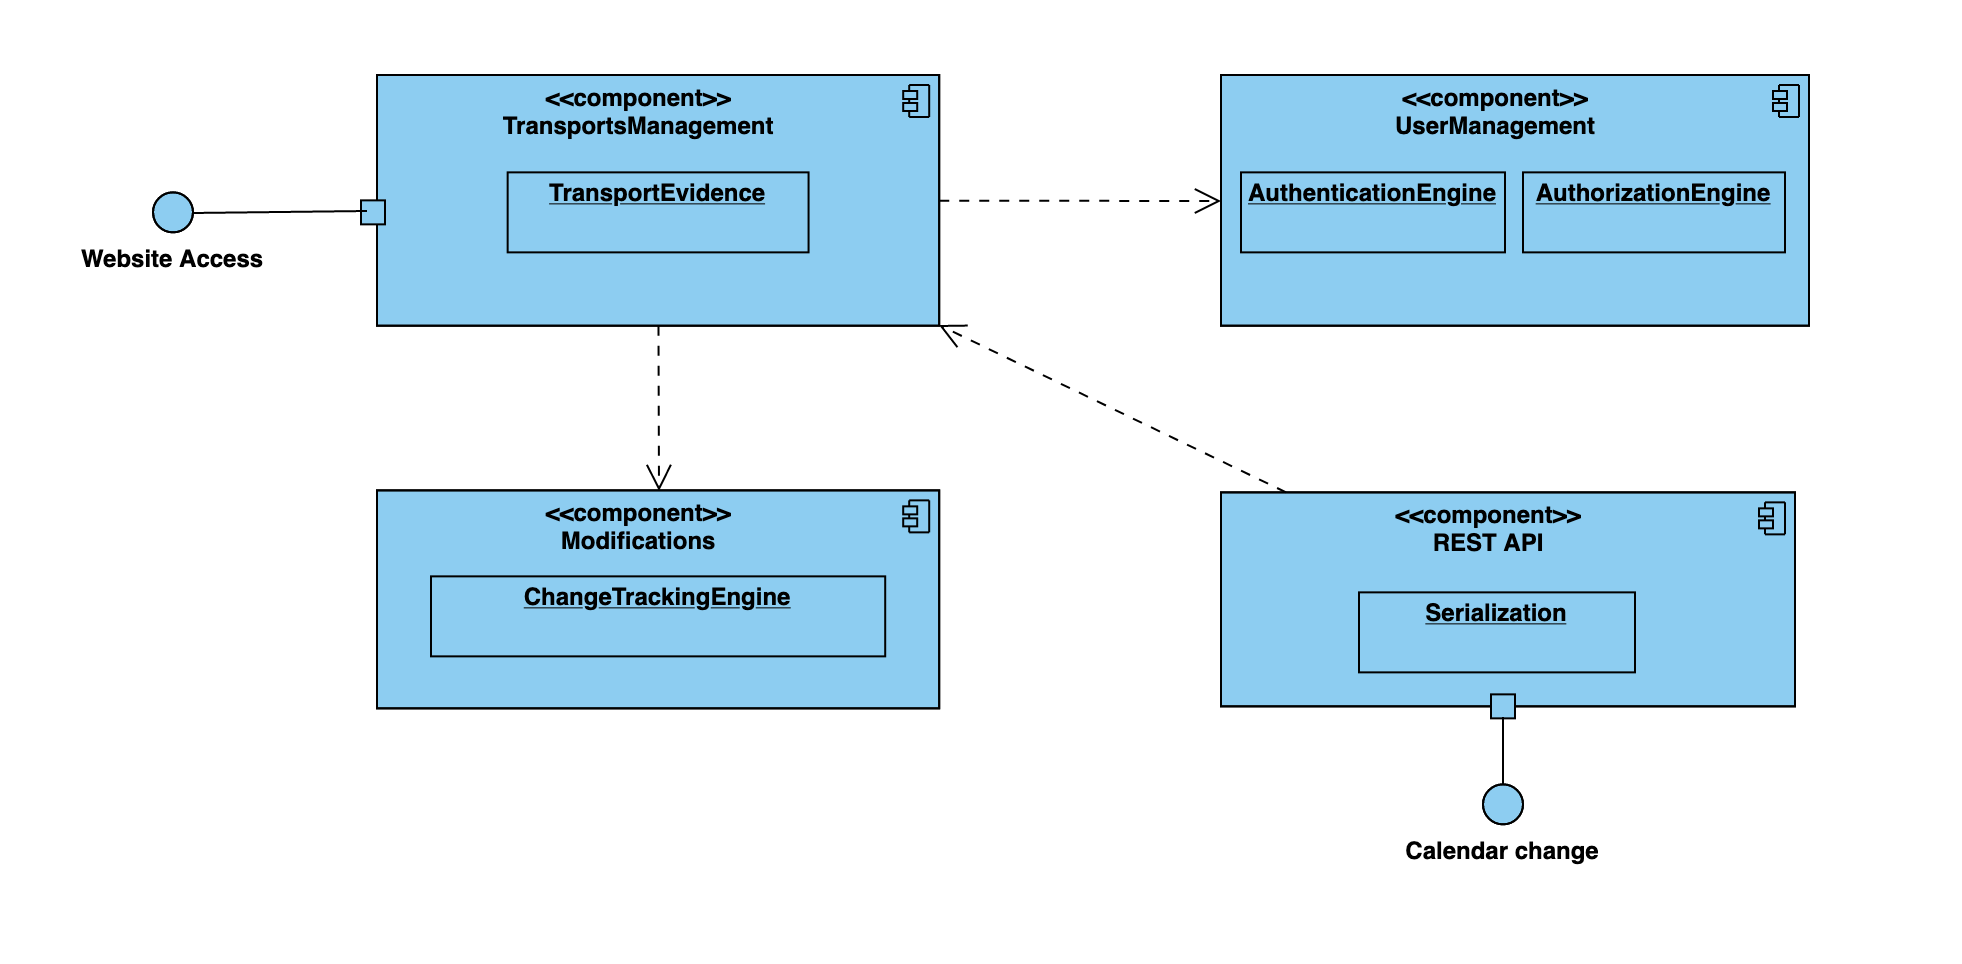 <<component>>
TransportsManagement
TransportEvidence
<<component>>
UserManagement
AuthenticationEngine
AuthorizationEngine
Website Access
<<component>>
Modifications
ChangeTrackingEngine
<<component>>
REST API
Serialization
Calendar change